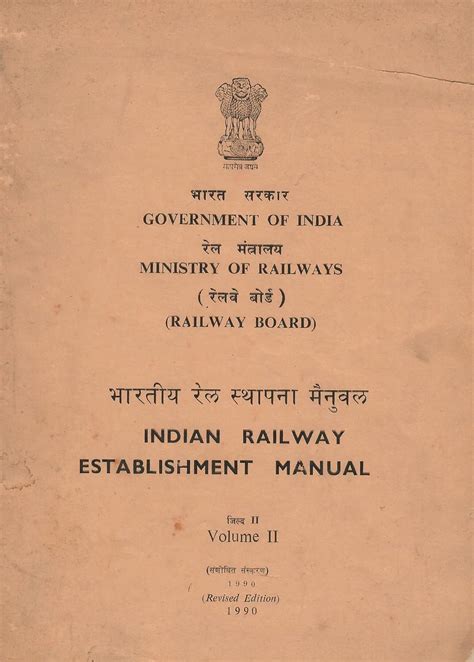 सत्यमेव जयते
भारत सरकार
GOVERNMENT OF INDIA
रेल मंत्रालय
MINISTRY OF RAILWAYS
( रेलवे बोर्ड )
(RAILWAY BOARD)
भारतीय रेल स्थापना मैनुवल
INDIAN RAILWAY
ESTABLISHMENT MANUAL
जिल्द II
Volume II
(संशोधित संस्करण)
1990
(Revised Edition)
1990